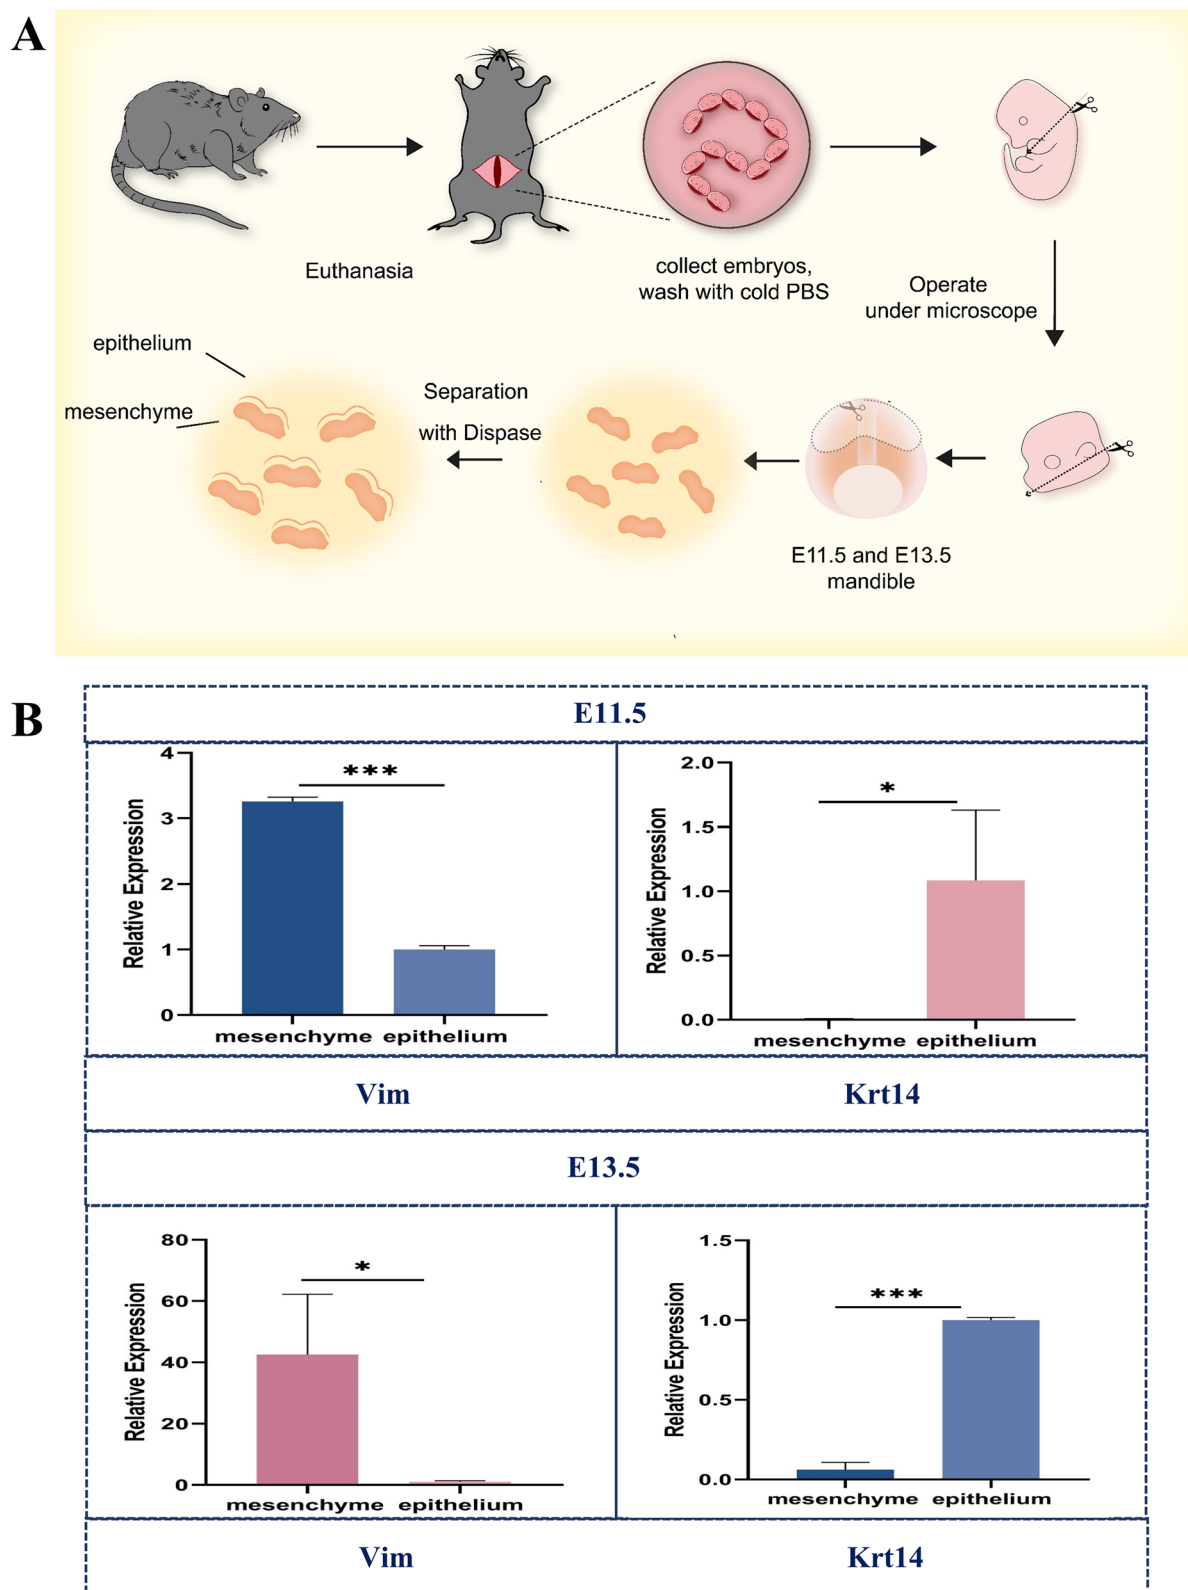 A
Euthanasia
collect embryos,
wash with cold PBS
Operate
under microscope
epithelium
mesenchyme
Separation
with Dispase
E11.5 and E13.5
mandible
B
E11.5
4
3
2
1
0
Relative Expression
***
mesenchyme epithelium
2.0
1.5
1.0
0.5
0.0
Relative Expression
*
mesenchyme epithelium
Vim
Krt14
E13.5
80
60
40
20
0
Relative Expression
*
mesenchyme epithelium
1.5
1.0
0.5
0.0
Relative Expression
***
mesenchyme epithelium
Vim
Krt14